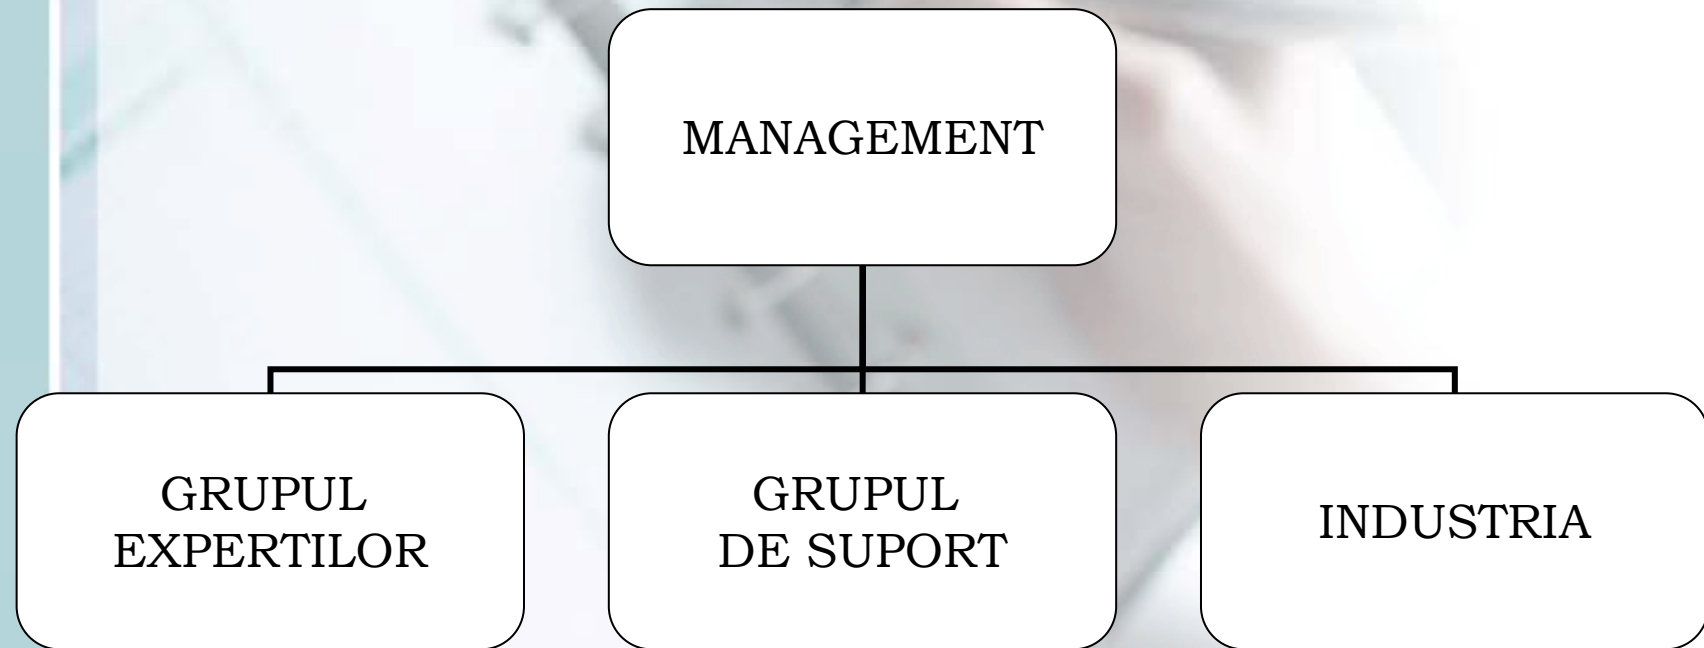 MANAGEMENT
GRUPUL
EXPERTILOR
GRUPUL
DE SUPORT
INDUSTRIA